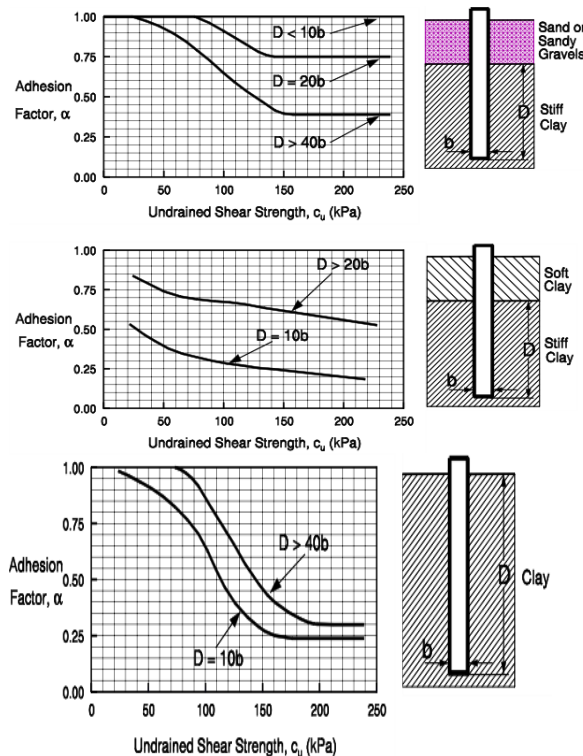 1.00
0.75
0.50
0.25
0.00
Adhesion
Factor, α
D < 10b
D = 20b
D > 40b
0 50 100 150 200 250
Undrained Shear Strength, cu (kPa)
Sand or
Sandy
Gravels
Stiff
Clay
D
b
1.00
0.75
0.50
0.25
0.00
Adhesion
Factor, α
D > 20b
D = 10b
0 50 100 150 200 250
Undrained Shear Strength, cu (kPa)
Soft
Clay
Stiff
Clay
D
b
1.00
0.75
0.50
0.25
0.00
Adhesion
Factor, α
D > 40b
D = 10b
0 50 100 150 200 250
Undrained Shear Strength, cu (kPa)
D
Clay
b